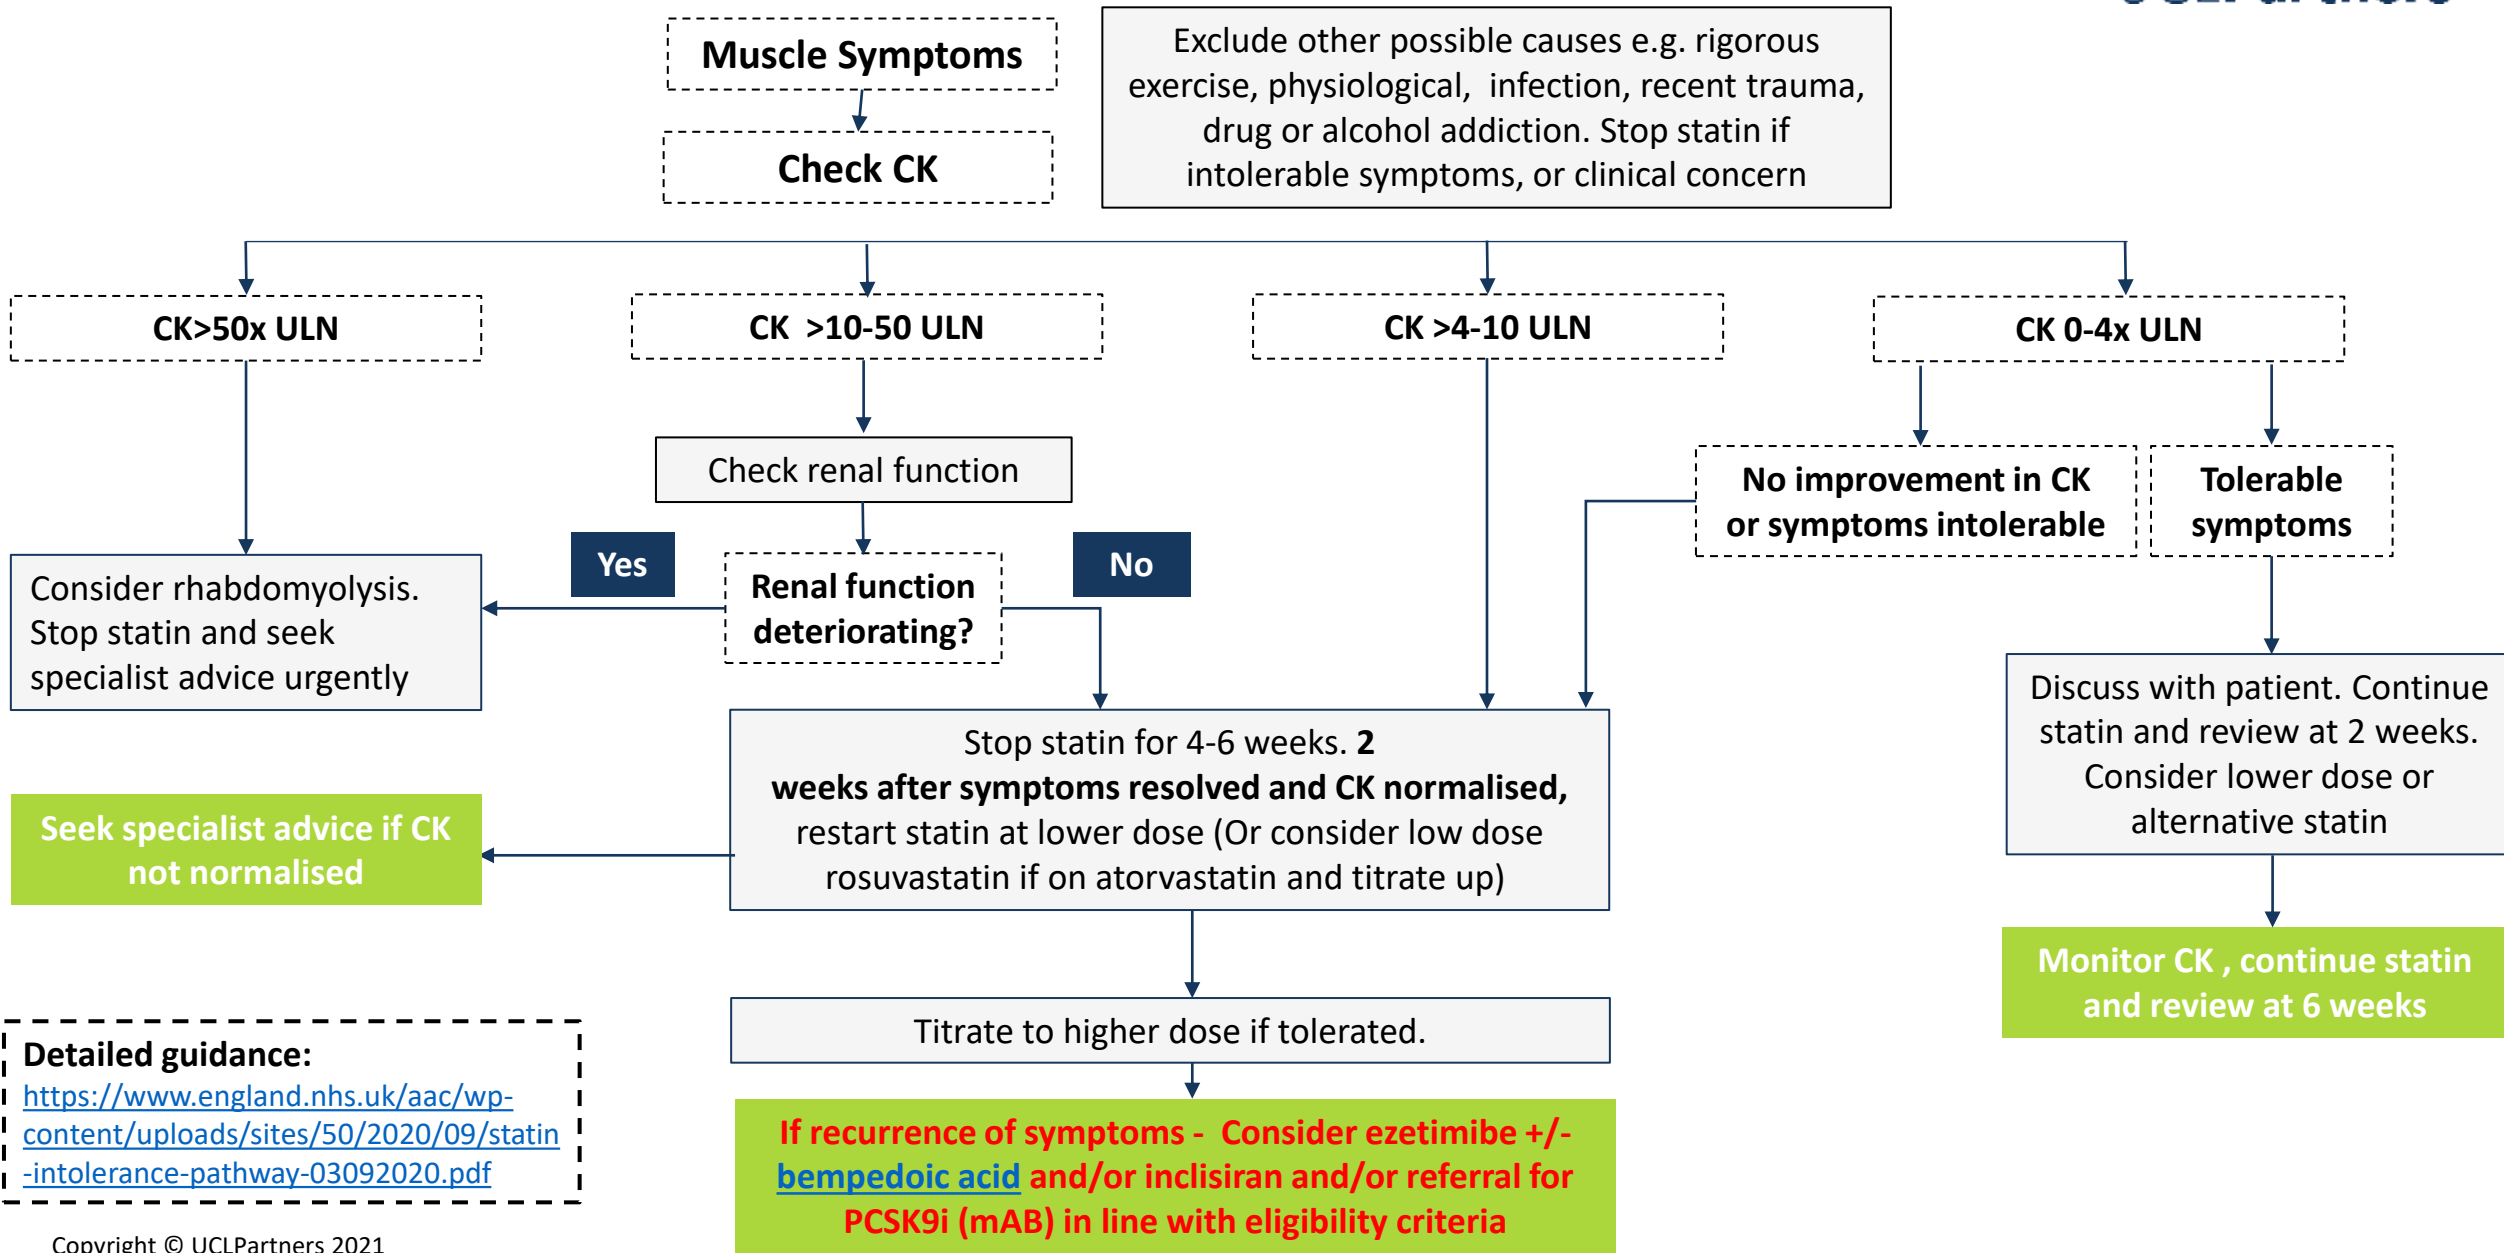 Muscle Symptoms
Check CK
Exclude other possible causes e.g. rigorous
exercise, physiological, infection, recent trauma,
drug or alcohol addiction. Stop statin if
intolerable symptoms, or clinical concern
CK>50x ULN
CK >10-50 ULN
CK >4-10 ULN
CK 0-4x ULN
Check renal function
No improvement in CK
or symptoms intolerable
Tolerable
symptoms
Yes
No
Renal function
deteriorating?
Consider rhabdomyolysis.
Stop statin and seek
specialist advice urgently
Discuss with patient. Continue
statin and review at 2 weeks.
Consider lower dose or
alternative statin
Stop statin for 4-6 weeks. 2
weeks after symptoms resolved and CK normalised,
restart statin at lower dose (Or consider low dose
rosuvastatin if on atorvastatin and titrate up)
Seek specialist advice if CK
not normalised
Monitor CK , continue statin
and review at 6 weeks
Titrate to higher dose if tolerated.
Detailed guidance:
https://www.england.nhs.uk/aac/wp-
content/uploads/sites/50/2020/09/statin
-intolerance-pathway-03092020.pdf
If recurrence of symptoms - Consider ezetimibe +/-
bempedoic acid and/or inclisiran and/or referral for
PCSK9i (mAB) in line with eligibility criteria
Copyright © UCLPartners 2021